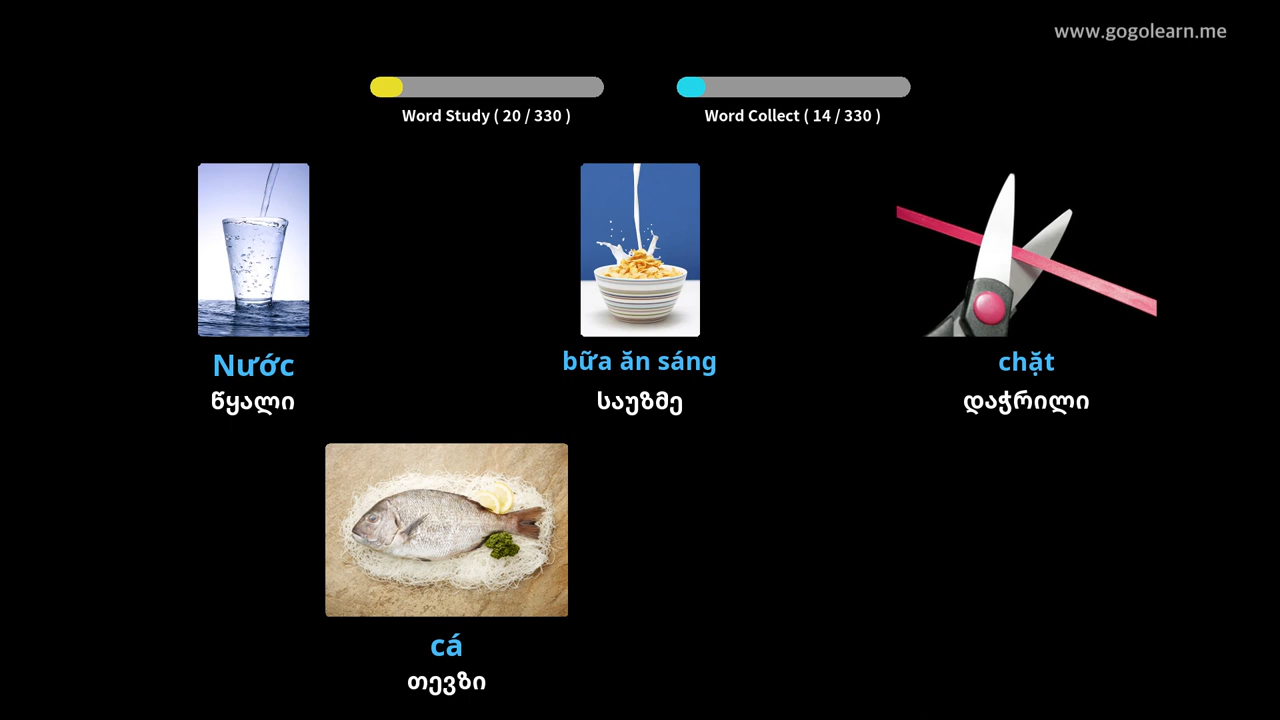 www.gogolearn.me
Word Study ( 20 / 330 )
Word Collect ( 14 / 330 )
Nước
წყალი
bữa ăn sáng
საუზმე
chặt
დაჭრილი
cá
თევზი